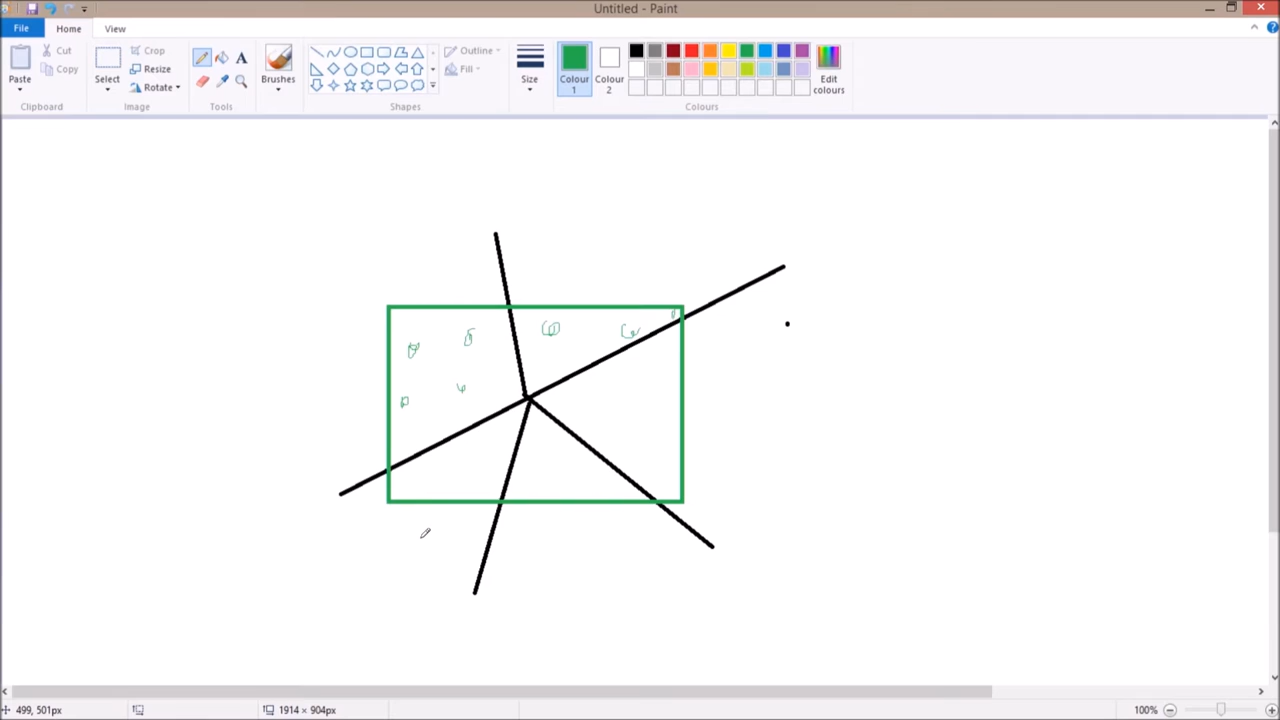 Untitled - Paint
File Home View
Paste Cut Copy
Clipboard
Select Crop Resize Rotate
Image
Tools
Brushes
Outline Fill
Shapes
Size
Colour 1
Colour 2
Edit colours
Colours
499, 501px
1914 × 904px
100%